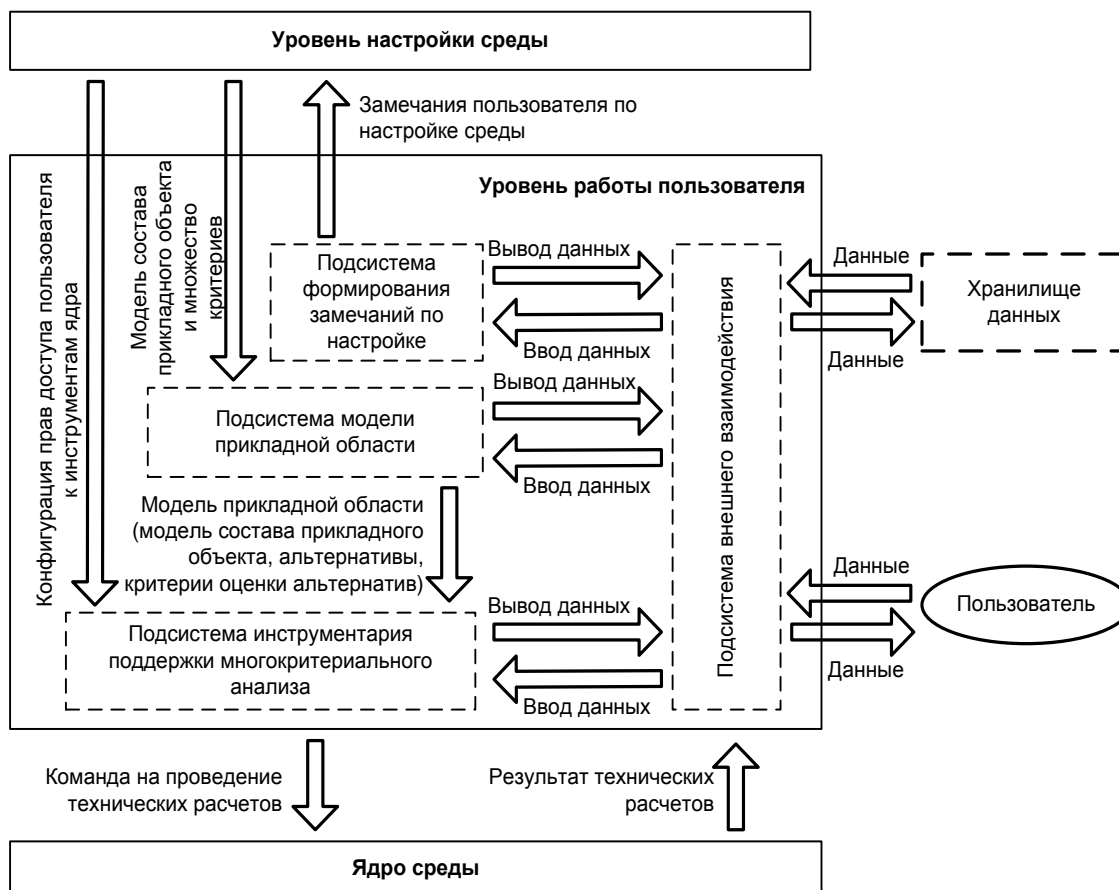 Уровень настройки среды
Замечания пользователя по
настройке среды
Конфигурация прав доступа пользователя
к инструментам ядра
Модель состава
прикладного объекта
и множество
критериев
Уровень работы пользователя
Подсистема
формирования
замечаний по
настройке
Вывод данных
Ввод данных
Подсистема модели
прикладной области
Вывод данных
Ввод данных
Модель прикладной области
(модель состава прикладного
объекта, альтернативы,
критерии оценки альтернатив)
Подсистема инструментария
поддержки многокритериального
анализа
Вывод данных
Ввод данных
Подсистема внешнего взаимодействия
Данные
Данные
Хранилище
данных
Данные
Данные
Пользователь
Команда на проведение
технических расчетов
Результат технических
расчетов
Ядро среды